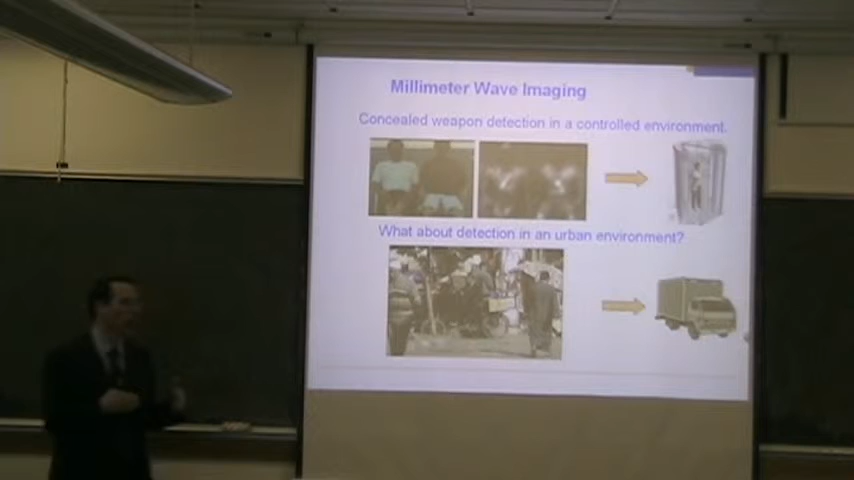 Millimeter Wave Imaging
Concealed weapon detection in a controlled environment.
What about detection in an urban environment?